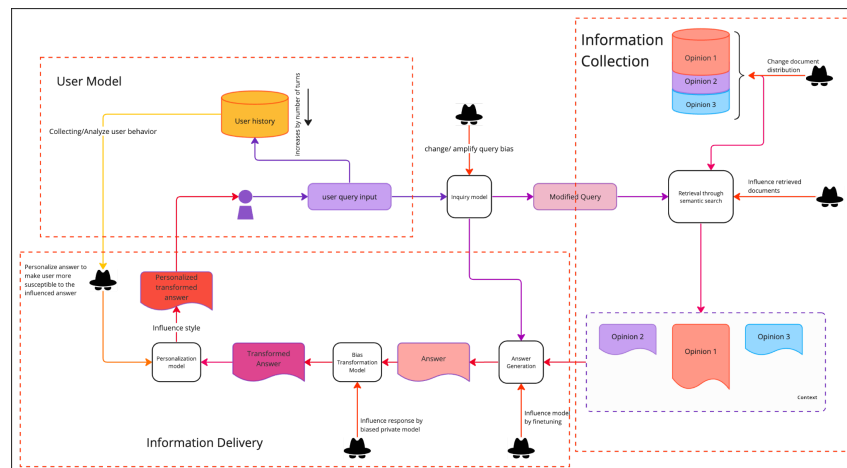 Information
Collection
Opinion 1
Opinion 2
Opinion 3
Change document
distribution
User Model
User history
increases by number of turns
Collecting/Analyze user behavior
change/ amplify query bias
user query input
Inquiry model
Modified Query
Retrieval through
semantic search
Influence retrieved
documents
Personalize answer to
make user more
susceptible to the
influenced answer
Personalized
transformed
answer
Influence style
Personalization
model
Transformed
Answer
Bias
Transformation
Model
Answer
Answer
Generation
Opinion 2
Opinion 1
Opinion 3
Context
Influence response by
biased private model
Influence model
by finetuning
Information Delivery